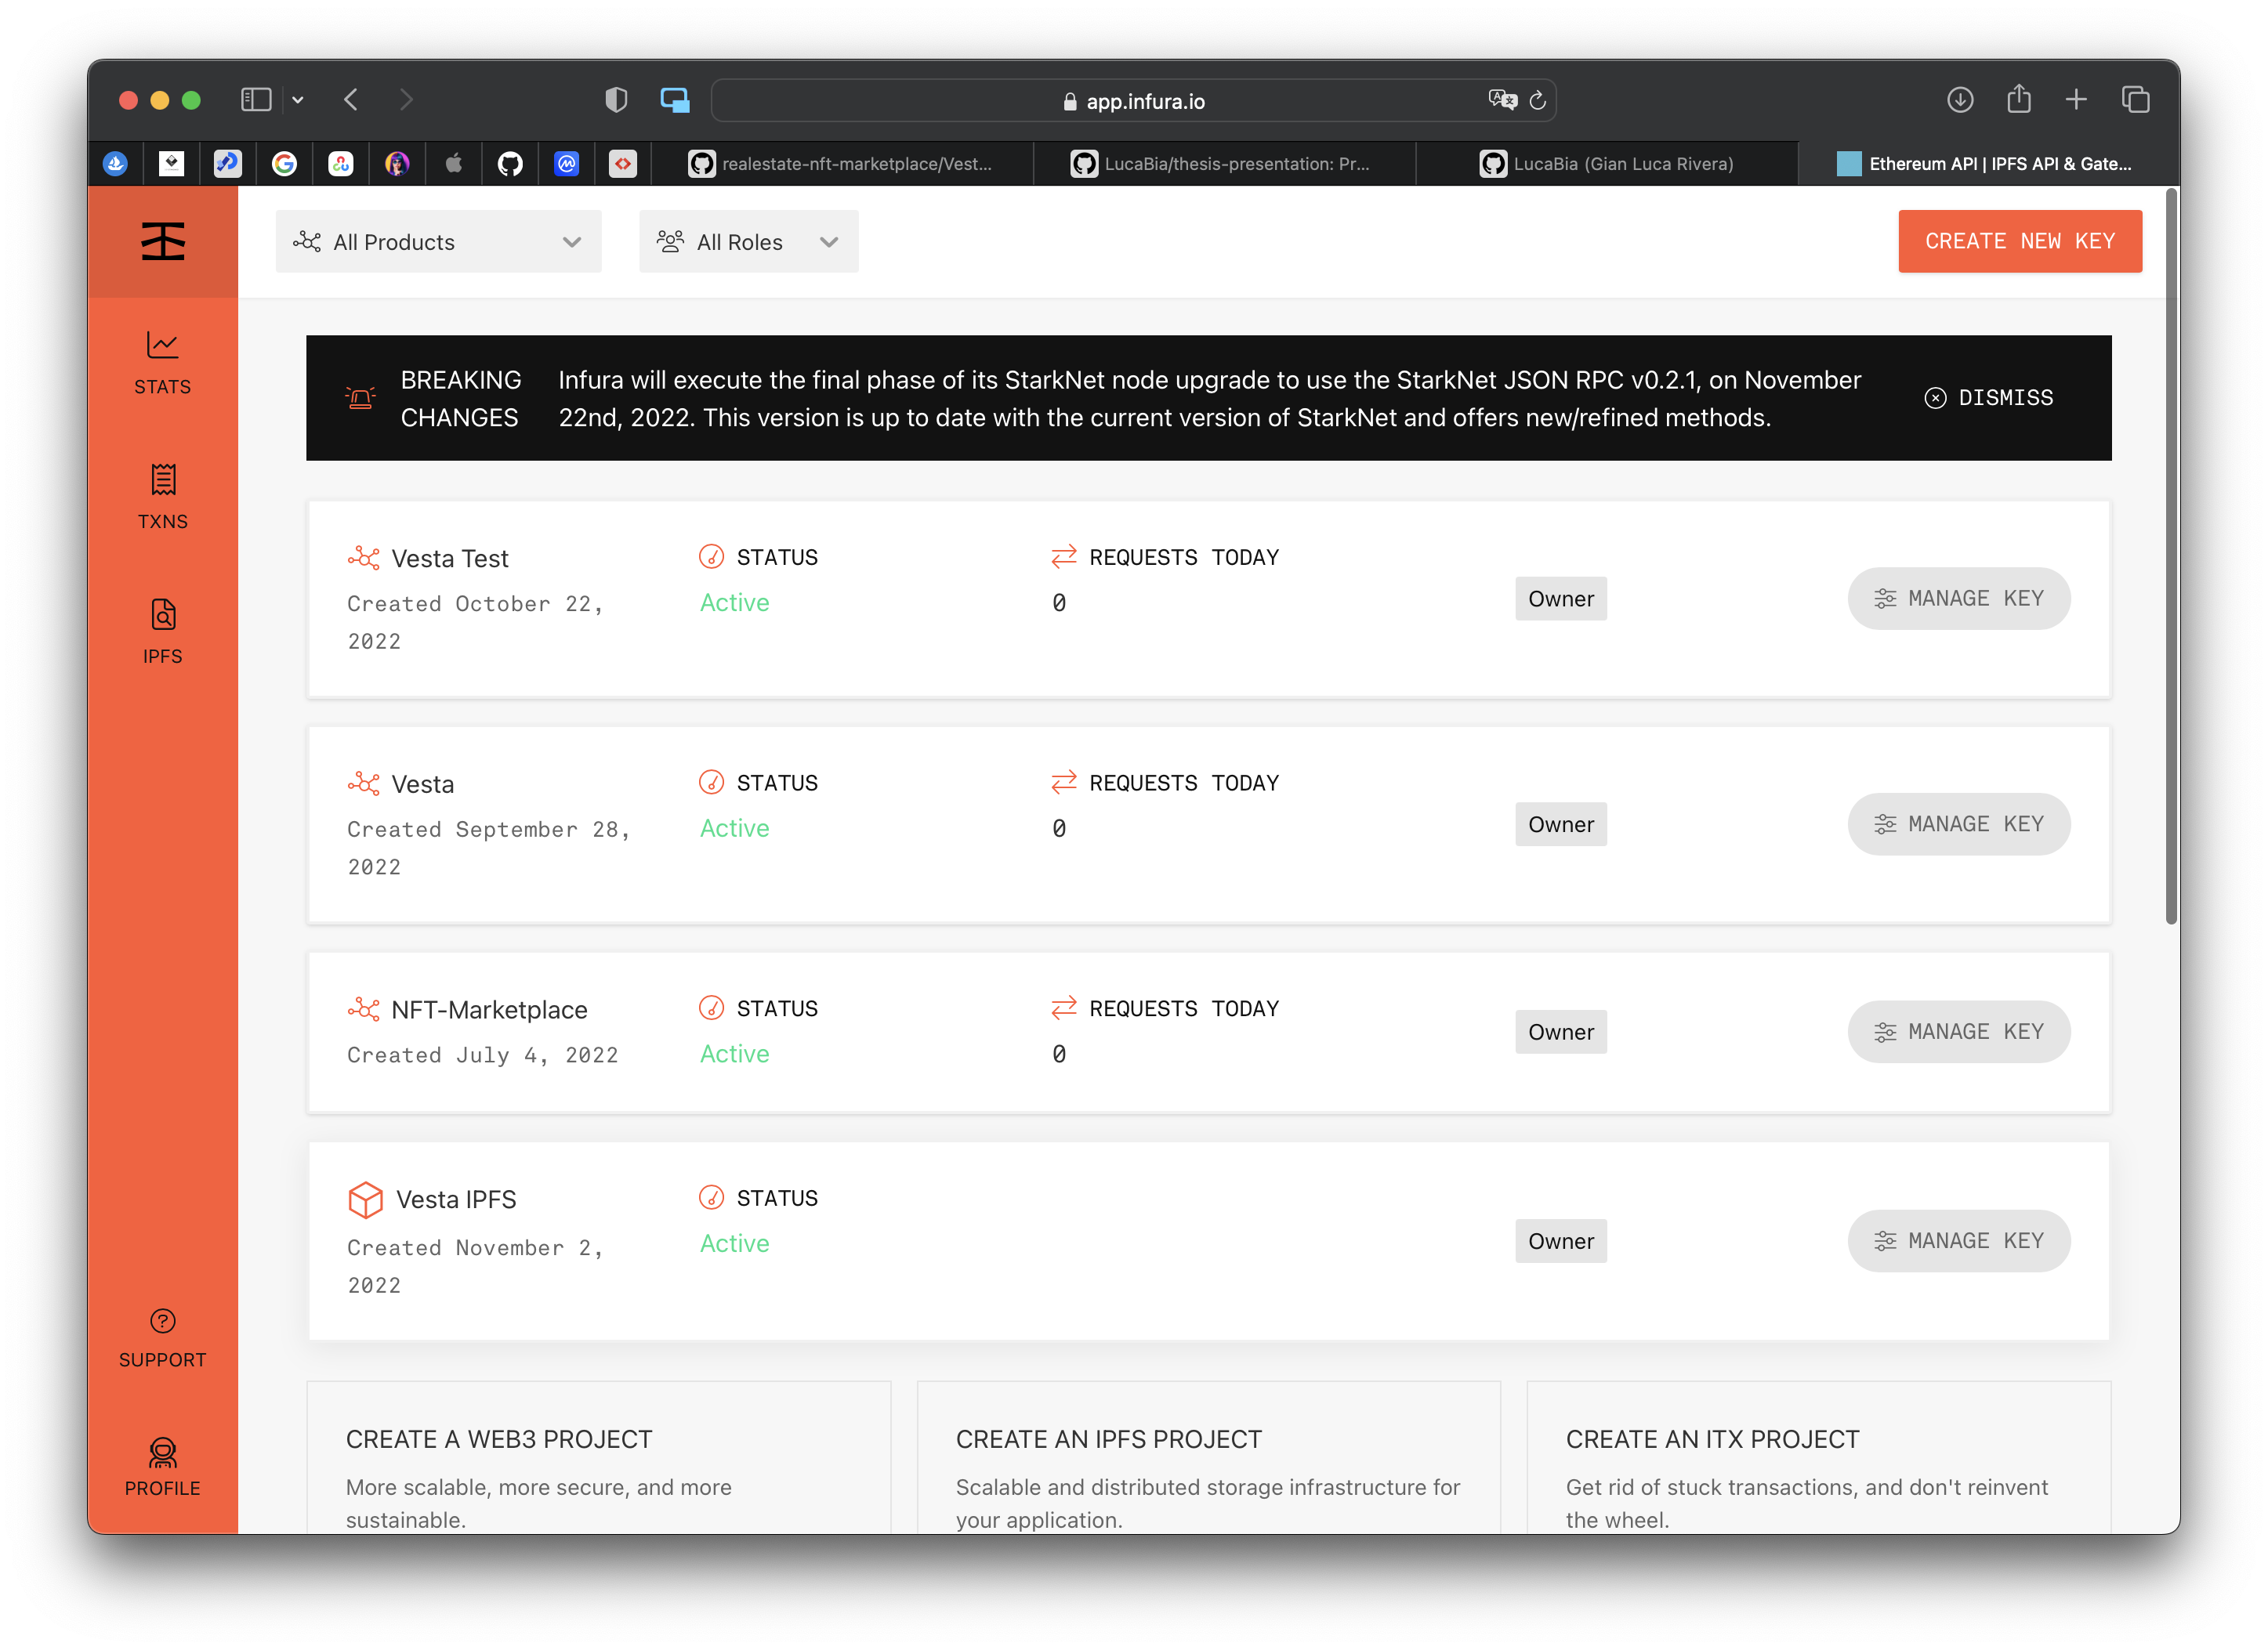 app.infura.io
realestate-nft-marketplace/Vest...
LucaBia/thesis-presentation: Pr...
LucaBia (Gian Luca Rivera)
Ethereum API | IPFS API & Gate...
All Products
All Roles
CREATE NEW KEY
STATS
TXNS
IPFS
SUPPORT
PROFILE
BREAKING
CHANGES
Infura will execute the final phase of its StarkNet node upgrade to use the StarkNet JSON RPC v0.2.1, on November
22nd, 2022. This version is up to date with the current version of StarkNet and offers new/refined methods.
DISMISS
Vesta Test
Created October 22,
2022
STATUS
Active
REQUESTS TODAY
0
Owner
MANAGE KEY
Vesta
Created September 28,
2022
STATUS
Active
REQUESTS TODAY
0
Owner
MANAGE KEY
NFT-Marketplace
Created July 4, 2022
STATUS
Active
REQUESTS TODAY
0
Owner
MANAGE KEY
Vesta IPFS
Created November 2,
2022
STATUS
Active
Owner
MANAGE KEY
CREATE A WEB3 PROJECT
More scalable, more secure, and more
sustainable.
CREATE AN IPFS PROJECT
Scalable and distributed storage infrastructure for
your application.
CREATE AN ITX PROJECT
Get rid of stuck transactions, and don't reinvent
the wheel.